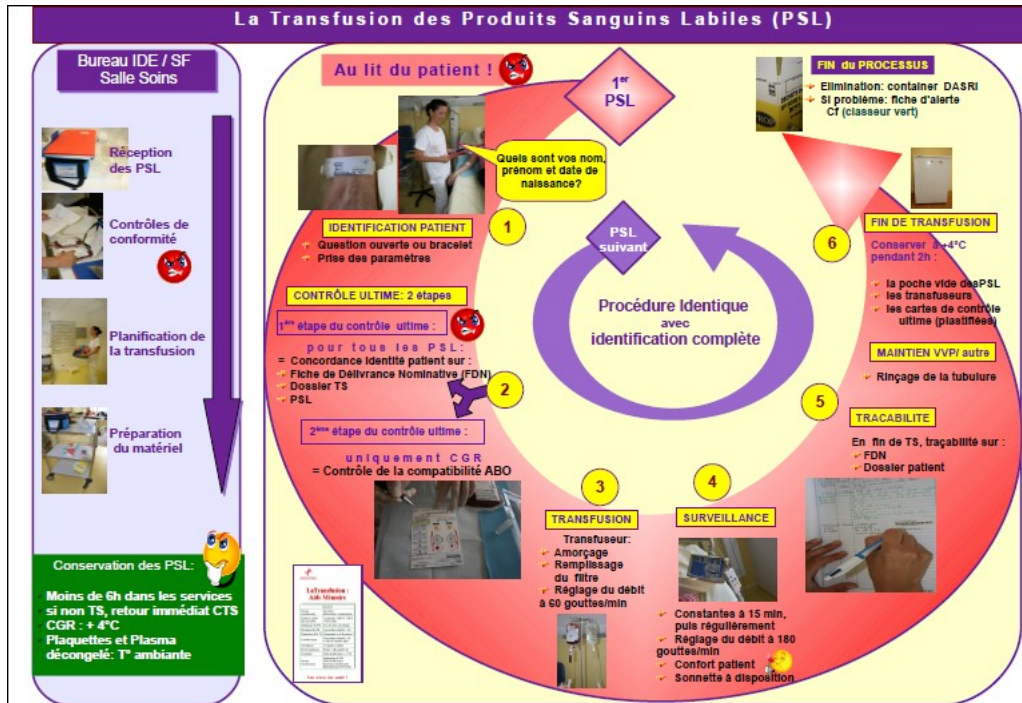 La Transfusion des Produits Sanguins Labiles (PSL)
Bureau IDE / SF
Salle Soins
Réception
des PSL
Contrôles de
conformité
Planification de
la transfusion
Préparation
du matériel
Conservation des PSL:
Moins de 6h dans les services
si non TS, retour immédiat CTS
CGR : + 4°C
Plaquettes et Plasma
décongelé: T° ambiante
Au lit du patient !
1er
PSL
Quels sont vos nom,
prénom et date de
naissance?
1
IDENTIFICATION PATIENT
Question ouverte ou bracelet
Prise des paramètres
CONTRÔLE ULTIME: 2 étapes
1ère étape du contrôle ultime :
pour tous les PSL:
= Concordance Identité patient sur :
Fiche de Délivrance Nominative (FDN)
Dossier TS
PSL
2
2ème étape du contrôle ultime :
uniquement CGR
= Contrôle de la compatibilité ABO
La Transfusion :
Aide Mémoire
3
TRANSFUSION
Transfuseur:
Amorçage
Remplissage
du filtre
Réglage du débit
à 60 gouttes/min
4
SURVEILLANCE
Constantes à 15 min,
puis régulièrement
Réglage du débit à 180
gouttes/min
Confort patient
Sonnette à disposition
5
MAINTIEN VVP/ autre
Rinçage de la tubulure
TRACABILITE
En fin de TS, traçabilité sur :
FDN
Dossier patient
6
FIN DE TRANSFUSION
Conserver à +4°C
pendant 2h :
la poche vide desPSL
les transfuseurs
les cartes de contrôle
ultime (plastifiées)
FIN du PROCESSUS
Elimination: container DASRI
Si problème: fiche d'alerte
Cf (classeur vert)
PSL
suivant
Procédure Identique
avec
identification complète